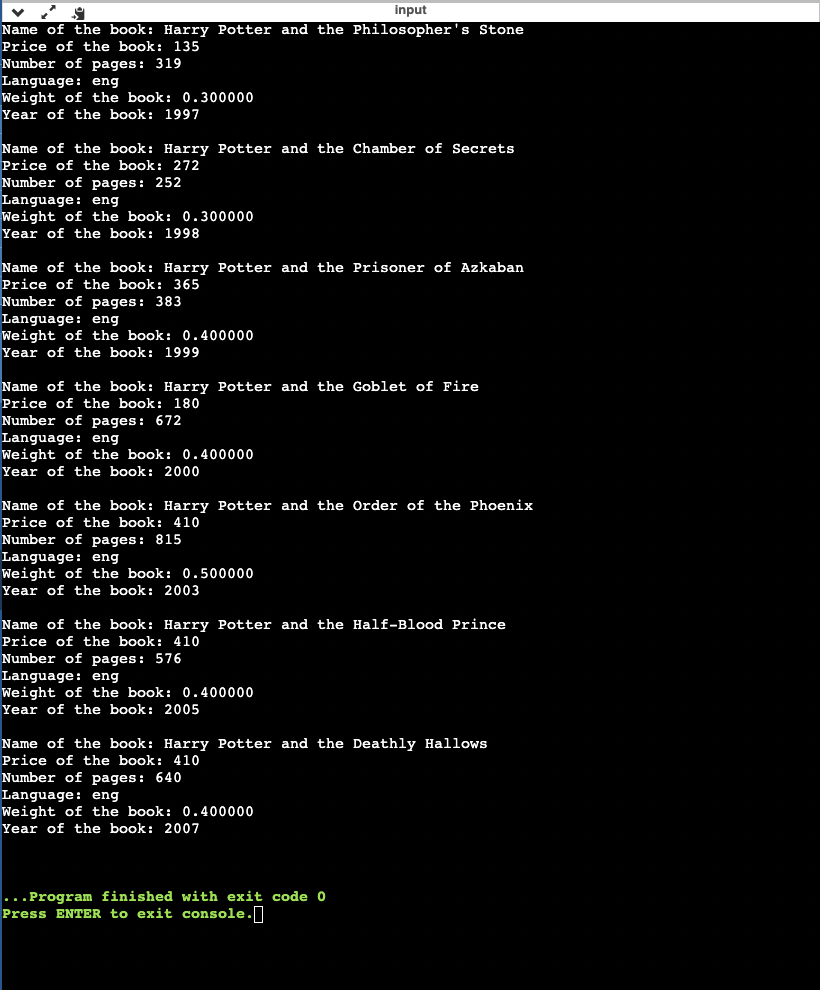 input
Name of the book: Harry Potter and the Philosopher's Stone
Price of the book: 135
Number of pages: 319
Language: eng
Weight of the book: 0.300000
Year of the book: 1997
Name of the book: Harry Potter and the Chamber of Secrets
Price of the book: 272
Number of pages: 252
Language: eng
Weight of the book: 0.300000
Year of the book: 1998
Name of the book: Harry Potter and the Prisoner of Azkaban
Price of the book: 365
Number of pages: 383
Language: eng
Weight of the book: 0.400000
Year of the book: 1999
Name of the book: Harry Potter and the Goblet of Fire
Price of the book: 180
Number of pages: 672
Language: eng
Weight of the book: 0.400000
Year of the book: 2000
Name of the book: Harry Potter and the Order of the Phoenix
Price of the book: 410
Number of pages: 815
Language: eng
Weight of the book: 0.500000
Year of the book: 2003
Name of the book: Harry Potter and the Half-Blood Prince
Price of the book: 410
Number of pages: 576
Language: eng
Weight of the book: 0.400000
Year of the book: 2005
Name of the book: Harry Potter and the Deathly Hallows
Price of the book: 410
Number of pages: 640
Language: eng
Weight of the book: 0.400000
Year of the book: 2007
...Program finished with exit code 0
Press ENTER to exit console.